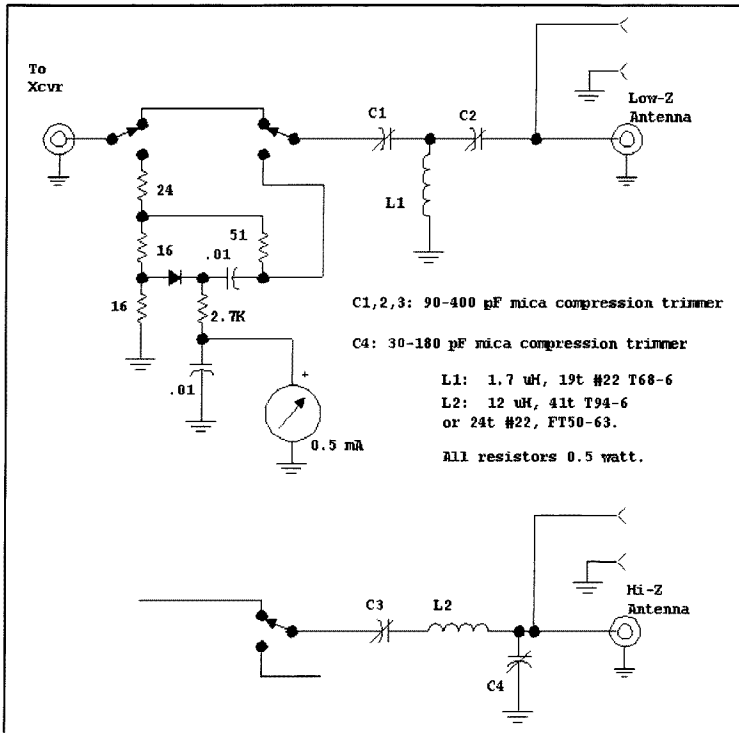 To
Xcvr
C1
C2
Low-Z
Antenna
24
L1
16
.01
51
16
2.7K
C1,2,3: 90-400 pF mica compression trimmer
C4: 30-180 pF mica compression trimmer
.01
+
0.5 mA
L1: 1.7 uH, 19t #22 T68-6
L2: 12 uH, 41t T94-6
or 24t #22, FT50-63.
All resistors 0.5 watt.
C3
L2
Hi-Z
Antenna
C4